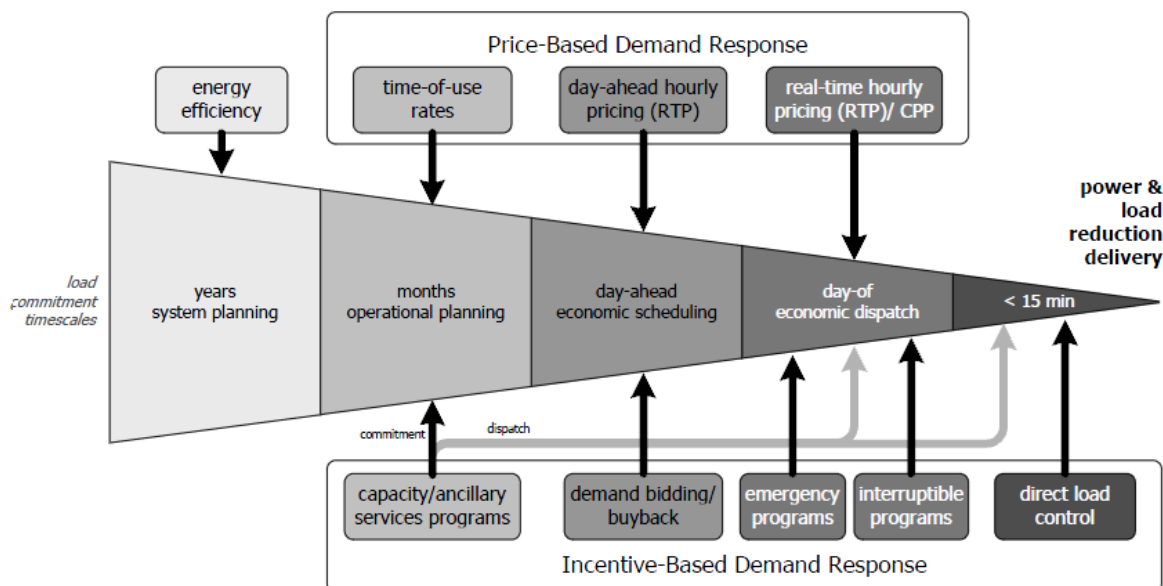 Price-Based Demand Response
energy
efficiency
time-of-use
rates
day-ahead hourly
pricing (RTP)
real-time hourly
pricing (RTP)/ CPP
power &
load
reduction
delivery
load
commitment
timescales
years
system planning
months
operational planning
day-ahead
economic scheduling
day-of
economic dispatch
< 15 min
commitment
dispatch
capacity/ancillary
services programs
demand bidding/
buyback
emergency
programs
interruptible
programs
direct load
control
Incentive-Based Demand Response